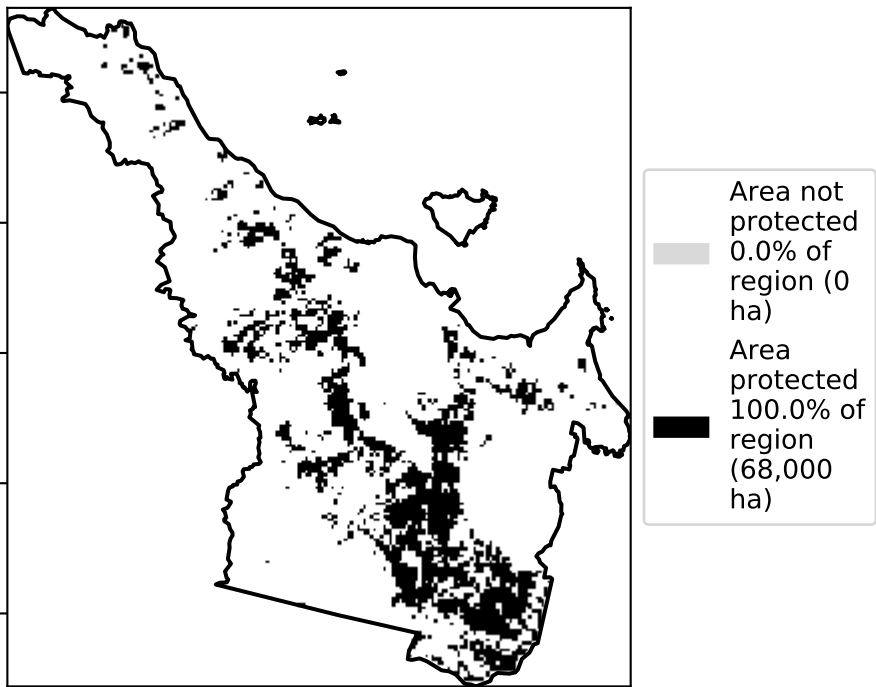 Area not
protected
0.0% of
region (0
ha)
Area
protected
100.0% of
region
(68,000
ha)